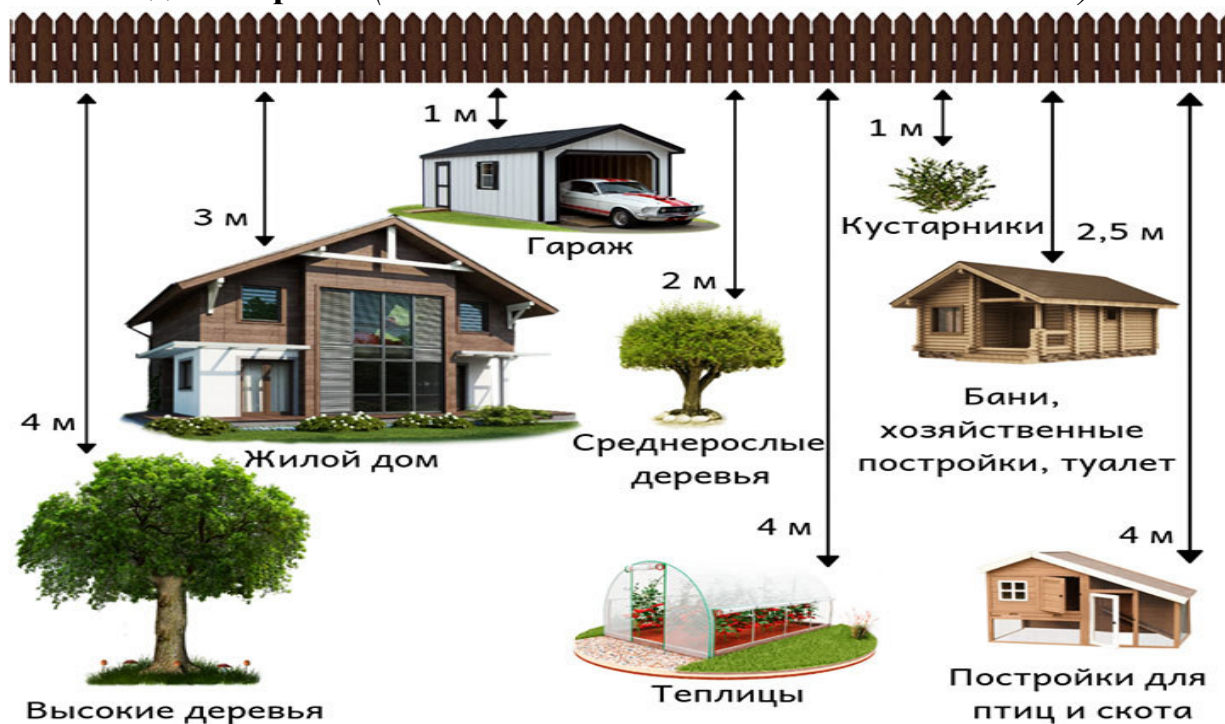 1 м
Гараж
3 м
Жилой дом
4 м
Высокие деревья
2 м
Среднерослые
деревья
4 м
Теплицы
1 м
Кустарники
2,5 м
Бани,
хозяйственные
постройки, туалет
4 м
Постройки для
птиц и скота